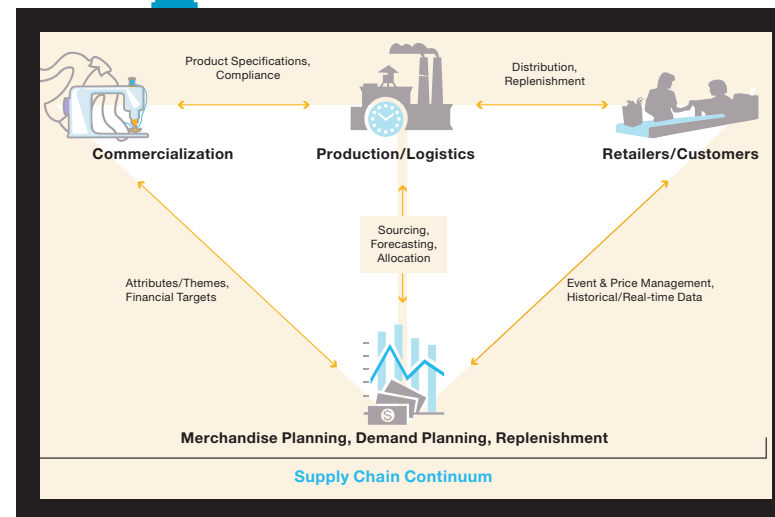 Product Specifications,
Compliance
Distribution,
Replenishment
Commercialization
Production/Logistics
Retailers/Customers
Sourcing,
Forecasting,
Allocation
Attributes/Themes,
Financial Targets
Event & Price Management,
Historical/Real-time Data
$
Merchandise Planning, Demand Planning, Replenishment
Supply Chain Continuum